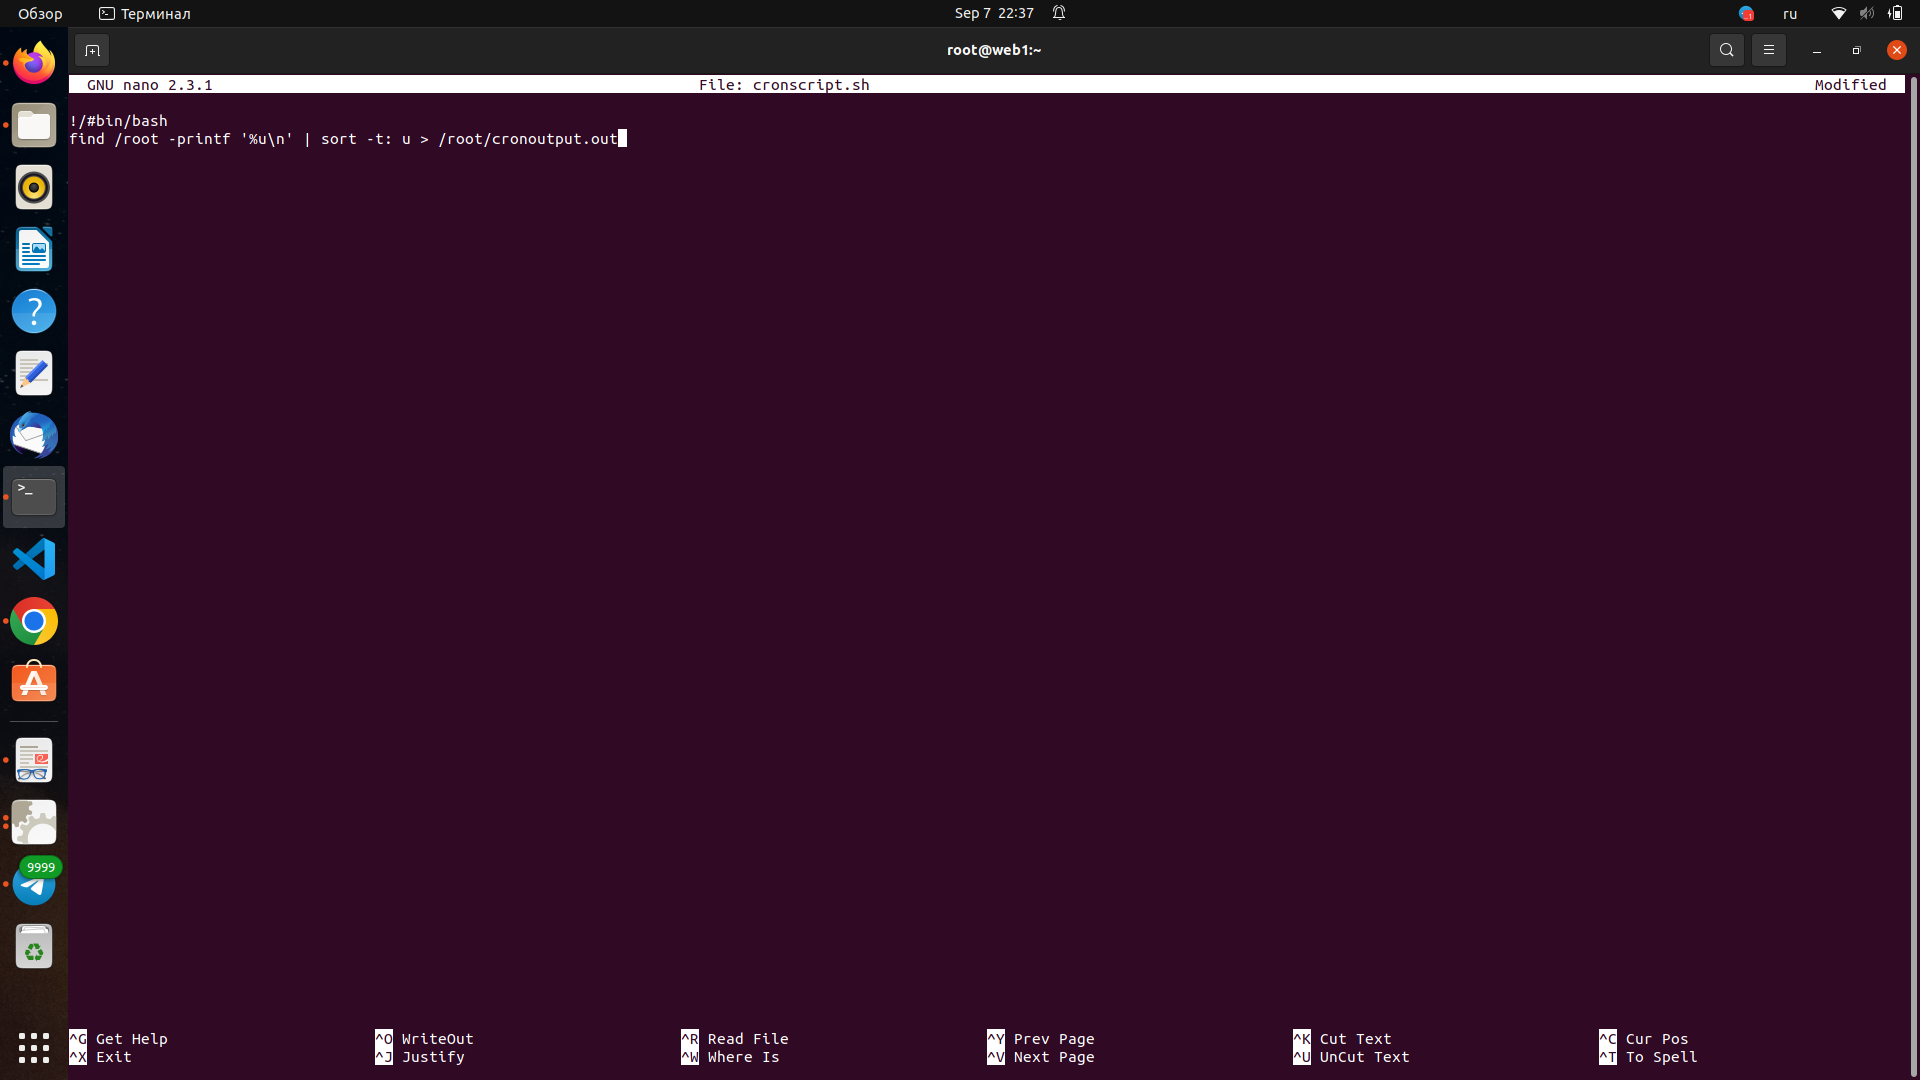 Обзор
Терминал
Sep 7 22:37
ru
root@web1:~
GNU nano 2.3.1 File: cronscript.sh Modified
!/#bin/bash
find /root -printf '%u\n' | sort -t: u > /root/cronoutput.out
9999
^G Get Help ^O WriteOut ^R Read File ^Y Prev Page ^K Cut Text ^C Cur Pos
^X Exit ^J Justify ^W Where Is ^V Next Page ^U UnCut Text ^T To Spell